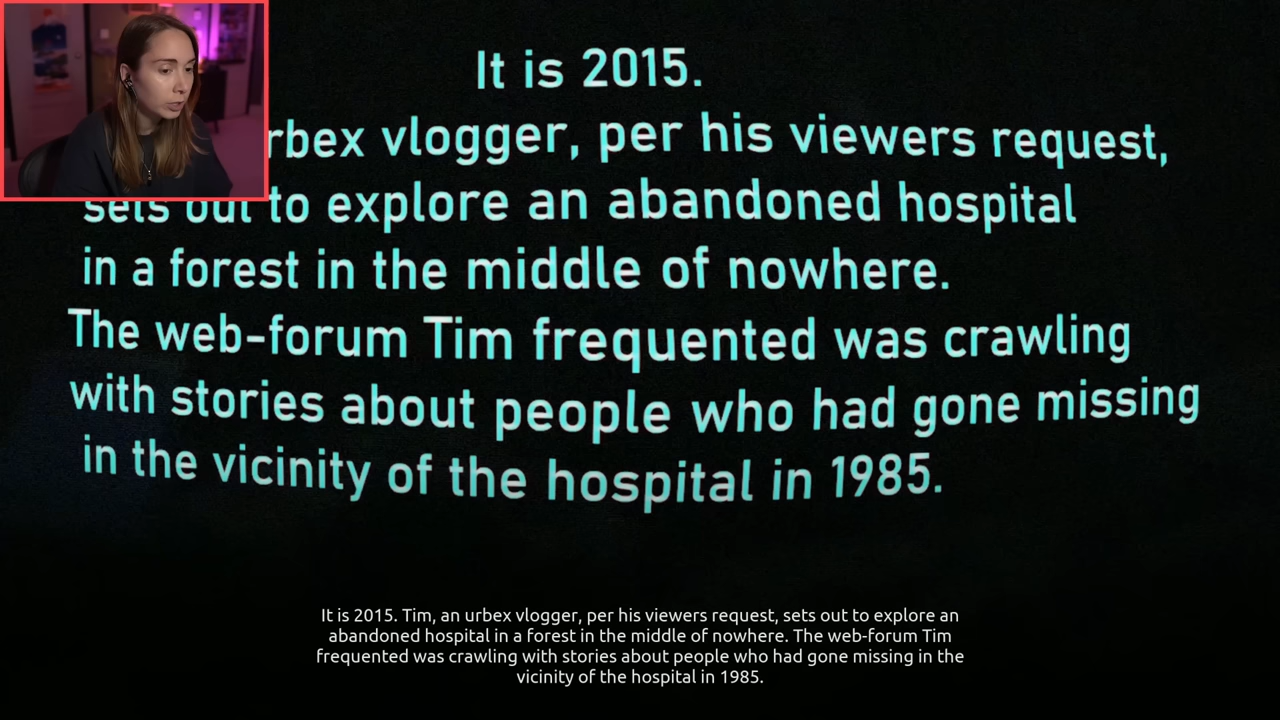 It is 2015.
rbex vlogger, per his viewers request,
sets out to explore an abandoned hospital
in a forest in the middle of nowhere.
The web-forum Tim frequented was crawling
with stories about people who had gone missing
in the vicinity of the hospital in 1985.
It is 2015. Tim, an urbex vlogger, per his viewers request, sets out to explore an
abandoned hospital in a forest in the middle of nowhere. The web-forum Tim
frequented was crawling with stories about people who had gone missing in the
vicinity of the hospital in 1985.